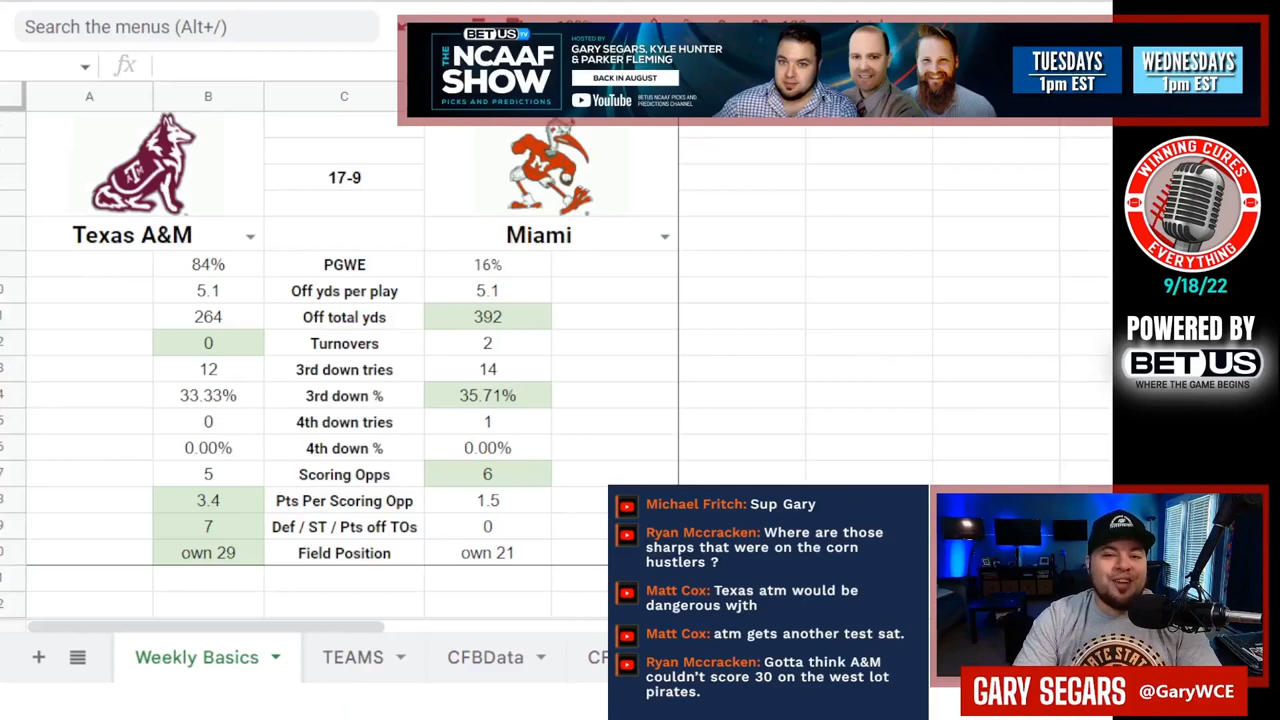 Search the menus (Alt+/)
BETUS TV
THE NCAAF SHOW
PICKS AND PREDICTIONS
HOSTED BY
GARY SEGARS, KYLE HUNTER
& PARKER FLEMING
BACK IN AUGUST
YouTube
BETUS NCAAF PICKS AND
PREDICTIONS CHANNEL
TUESDAYS
1pm EST
WEDNESDAYS
1pm EST
fx
A B C
ATM
M
17-9
Texas A&M Miami
84% PGWE 16%
5.1 Off yds per play 5.1
264 Off total yds 392
0 Turnovers 2
12 3rd down tries 14
33.33% 3rd down % 35.71%
0 4th down tries 1
0.00% 4th down % 0.00%
5 Scoring Opps 6
3.4 Pts Per Scoring Opp 1.5
7 Def / ST / Pts off TOs 0
own 29 Field Position own 21
WINNING CURES
EVERYTHING
9/18/22
POWERED BY
BETUS
WHERE THE GAME BEGINS
Michael Fritch: Sup Gary
Ryan Mccracken: Where are those
sharps that were on the corn
hustlers ?
Matt Cox: Texas atm would be
dangerous wjth
Matt Cox: atm gets another test sat.
Ryan Mccracken: Gotta think A&M
couldn't score 30 on the west lot
pirates.
+ Weekly Basics TEAMS CFBData
GARY SEGARS @GaryWCE